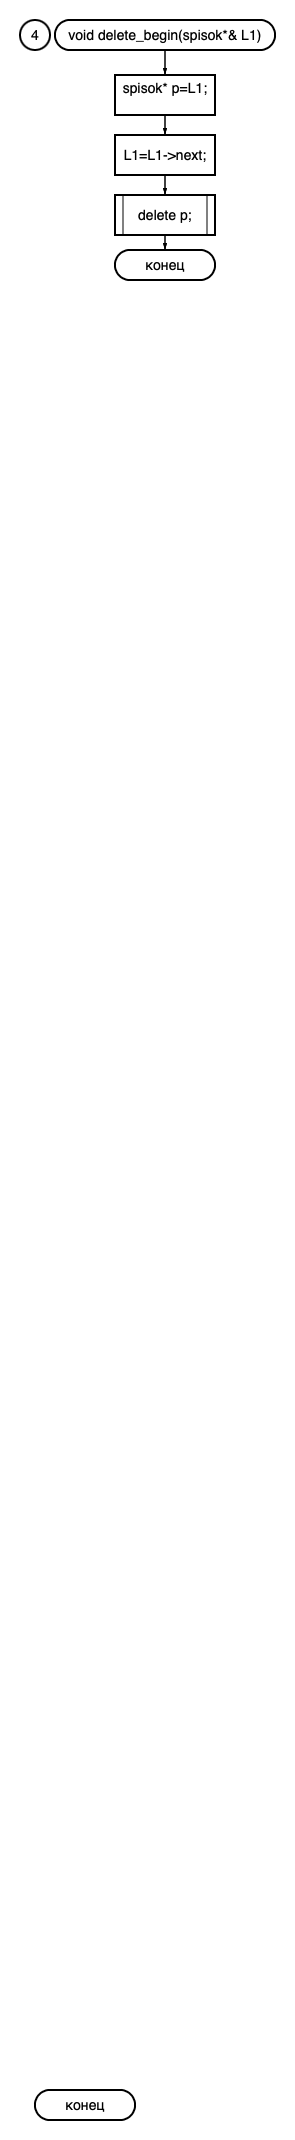 4
void delete_begin(spisok*& L1)
spisok* p=L1;
L1=L1->next;
delete p;
конец
конец